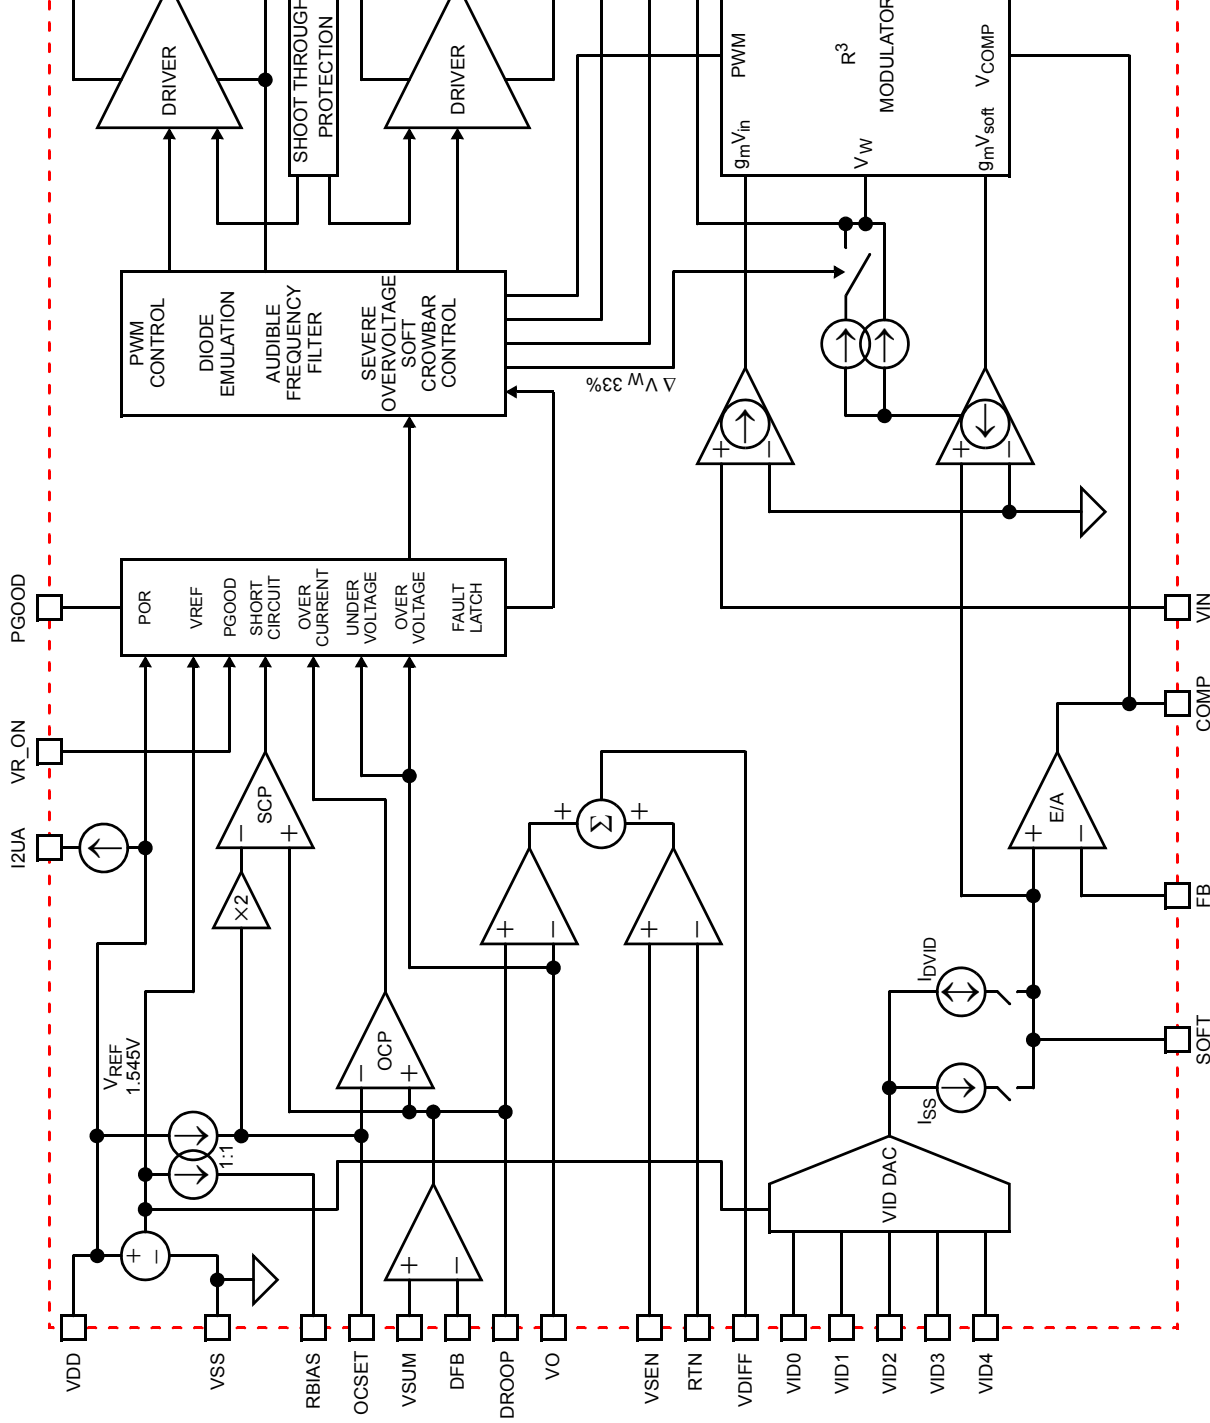 DRIVER
SHOOT THROUGH
PROTECTION
DRIVER
PWM
R3
MODULATOR
VCOMP
gmVin
VW
gmVsoft
PWM
CONTROL
DIODE
EMULATION
AUDIBLE
FREQUENCY
FILTER
SEVERE
OVERVOLTAGE
SOFT
CROWBAR
CONTROL
Δ VW 33%
+
−
+
−
PGOOD
POR
VREF
PGOOD
SHORT
CIRCUIT
OVER
CURRENT
UNDER
VOLTAGE
OVER
VOLTAGE
FAULT
LATCH
VIN
VR_ON
COMP
I2UA
SCP
−
+
×2
+
Σ
+
E/A
+
−
FB
+
−
+
−
IDVID
SOFT
VREF
1.545V
OCP
−
+
ISS
1:1
VID DAC
+
−
+
−
VDD
VSS
RBIAS
OCSET
VSUM
DFB
DROOP
VO
VSEN
RTN
VDIFF
VID0
VID1
VID2
VID3
VID4